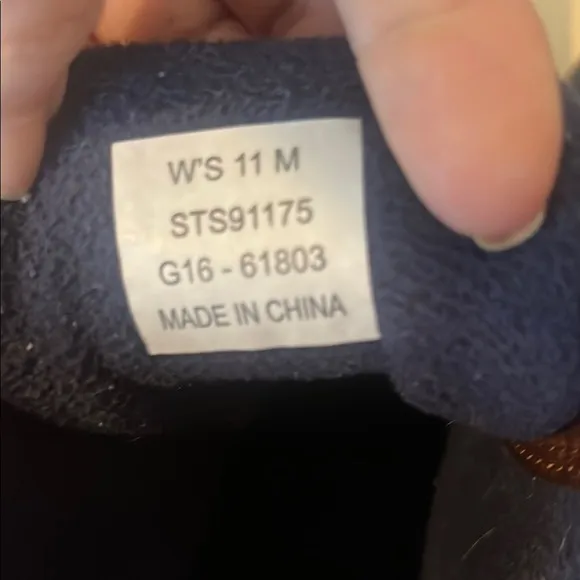 W'S 11 M
STS91175
G16 - 61803
MADE IN CHINA